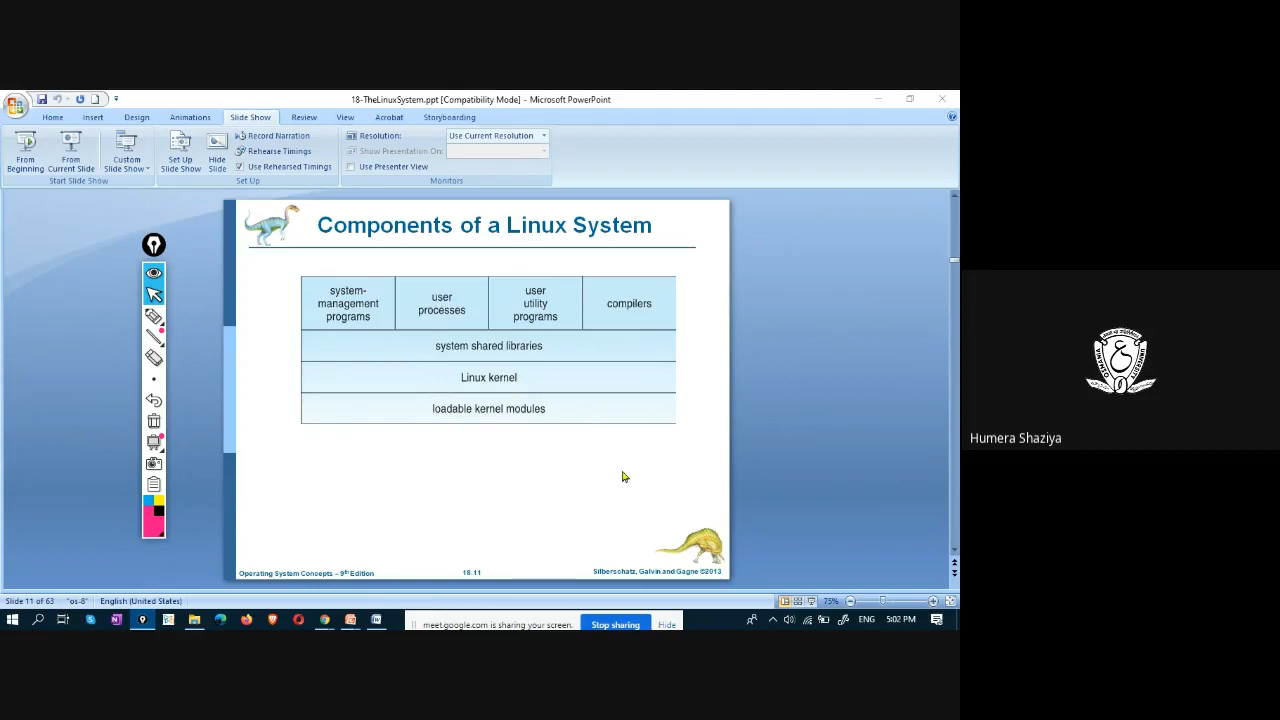 18-TheLinuxSystem.ppt [Compatibility Mode] - Microsoft PowerPoint
Home Insert Design Animations Slide Show Review View Acrobat Storyboarding
From Beginning
From Current Slide
Custom Slide Show
Start Slide Show
Set Up Slide Show
Hide Slide
Record Narration
Rehearse Timings
Use Rehearsed Timings
Set Up
Resolution: Use Current Resolution
Show Presentation On:
Use Presenter View
Monitors
Components of a Linux System
system-
management
programs
user
processes
user
utility
programs
compilers
system shared libraries
Linux kernel
loadable kernel modules
Operating System Concepts – 9th Edition 18.11 Silberschatz, Galvin and Gagne ©2013
Slide 11 of 63 "os-8" English (United States) 75%
meet.google.com is sharing your screen. Stop sharing Hide
ENG 5:02 PM
Humera Shaziya